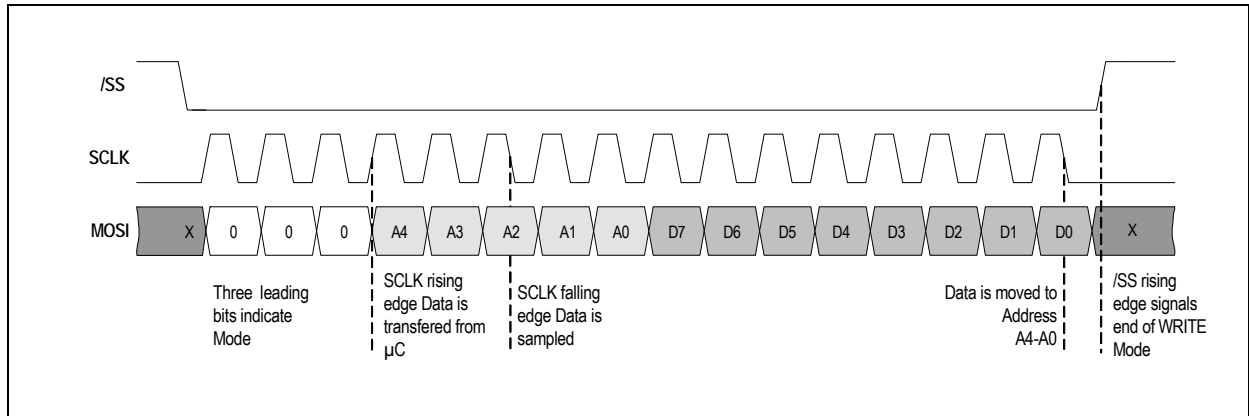 /SS
SCLK
MOSI X 0 0 0 A4 A3 A2 A1 A0 D7 D6 D5 D4 D3 D2 D1 D0 X
Three leading
bits indicate
Mode
SCLK rising
edge Data is
transfered from
µC
SCLK falling
edge Data is
sampled
Data is moved to
Address
A4-A0
/SS rising
edge signals
end of WRITE
Mode